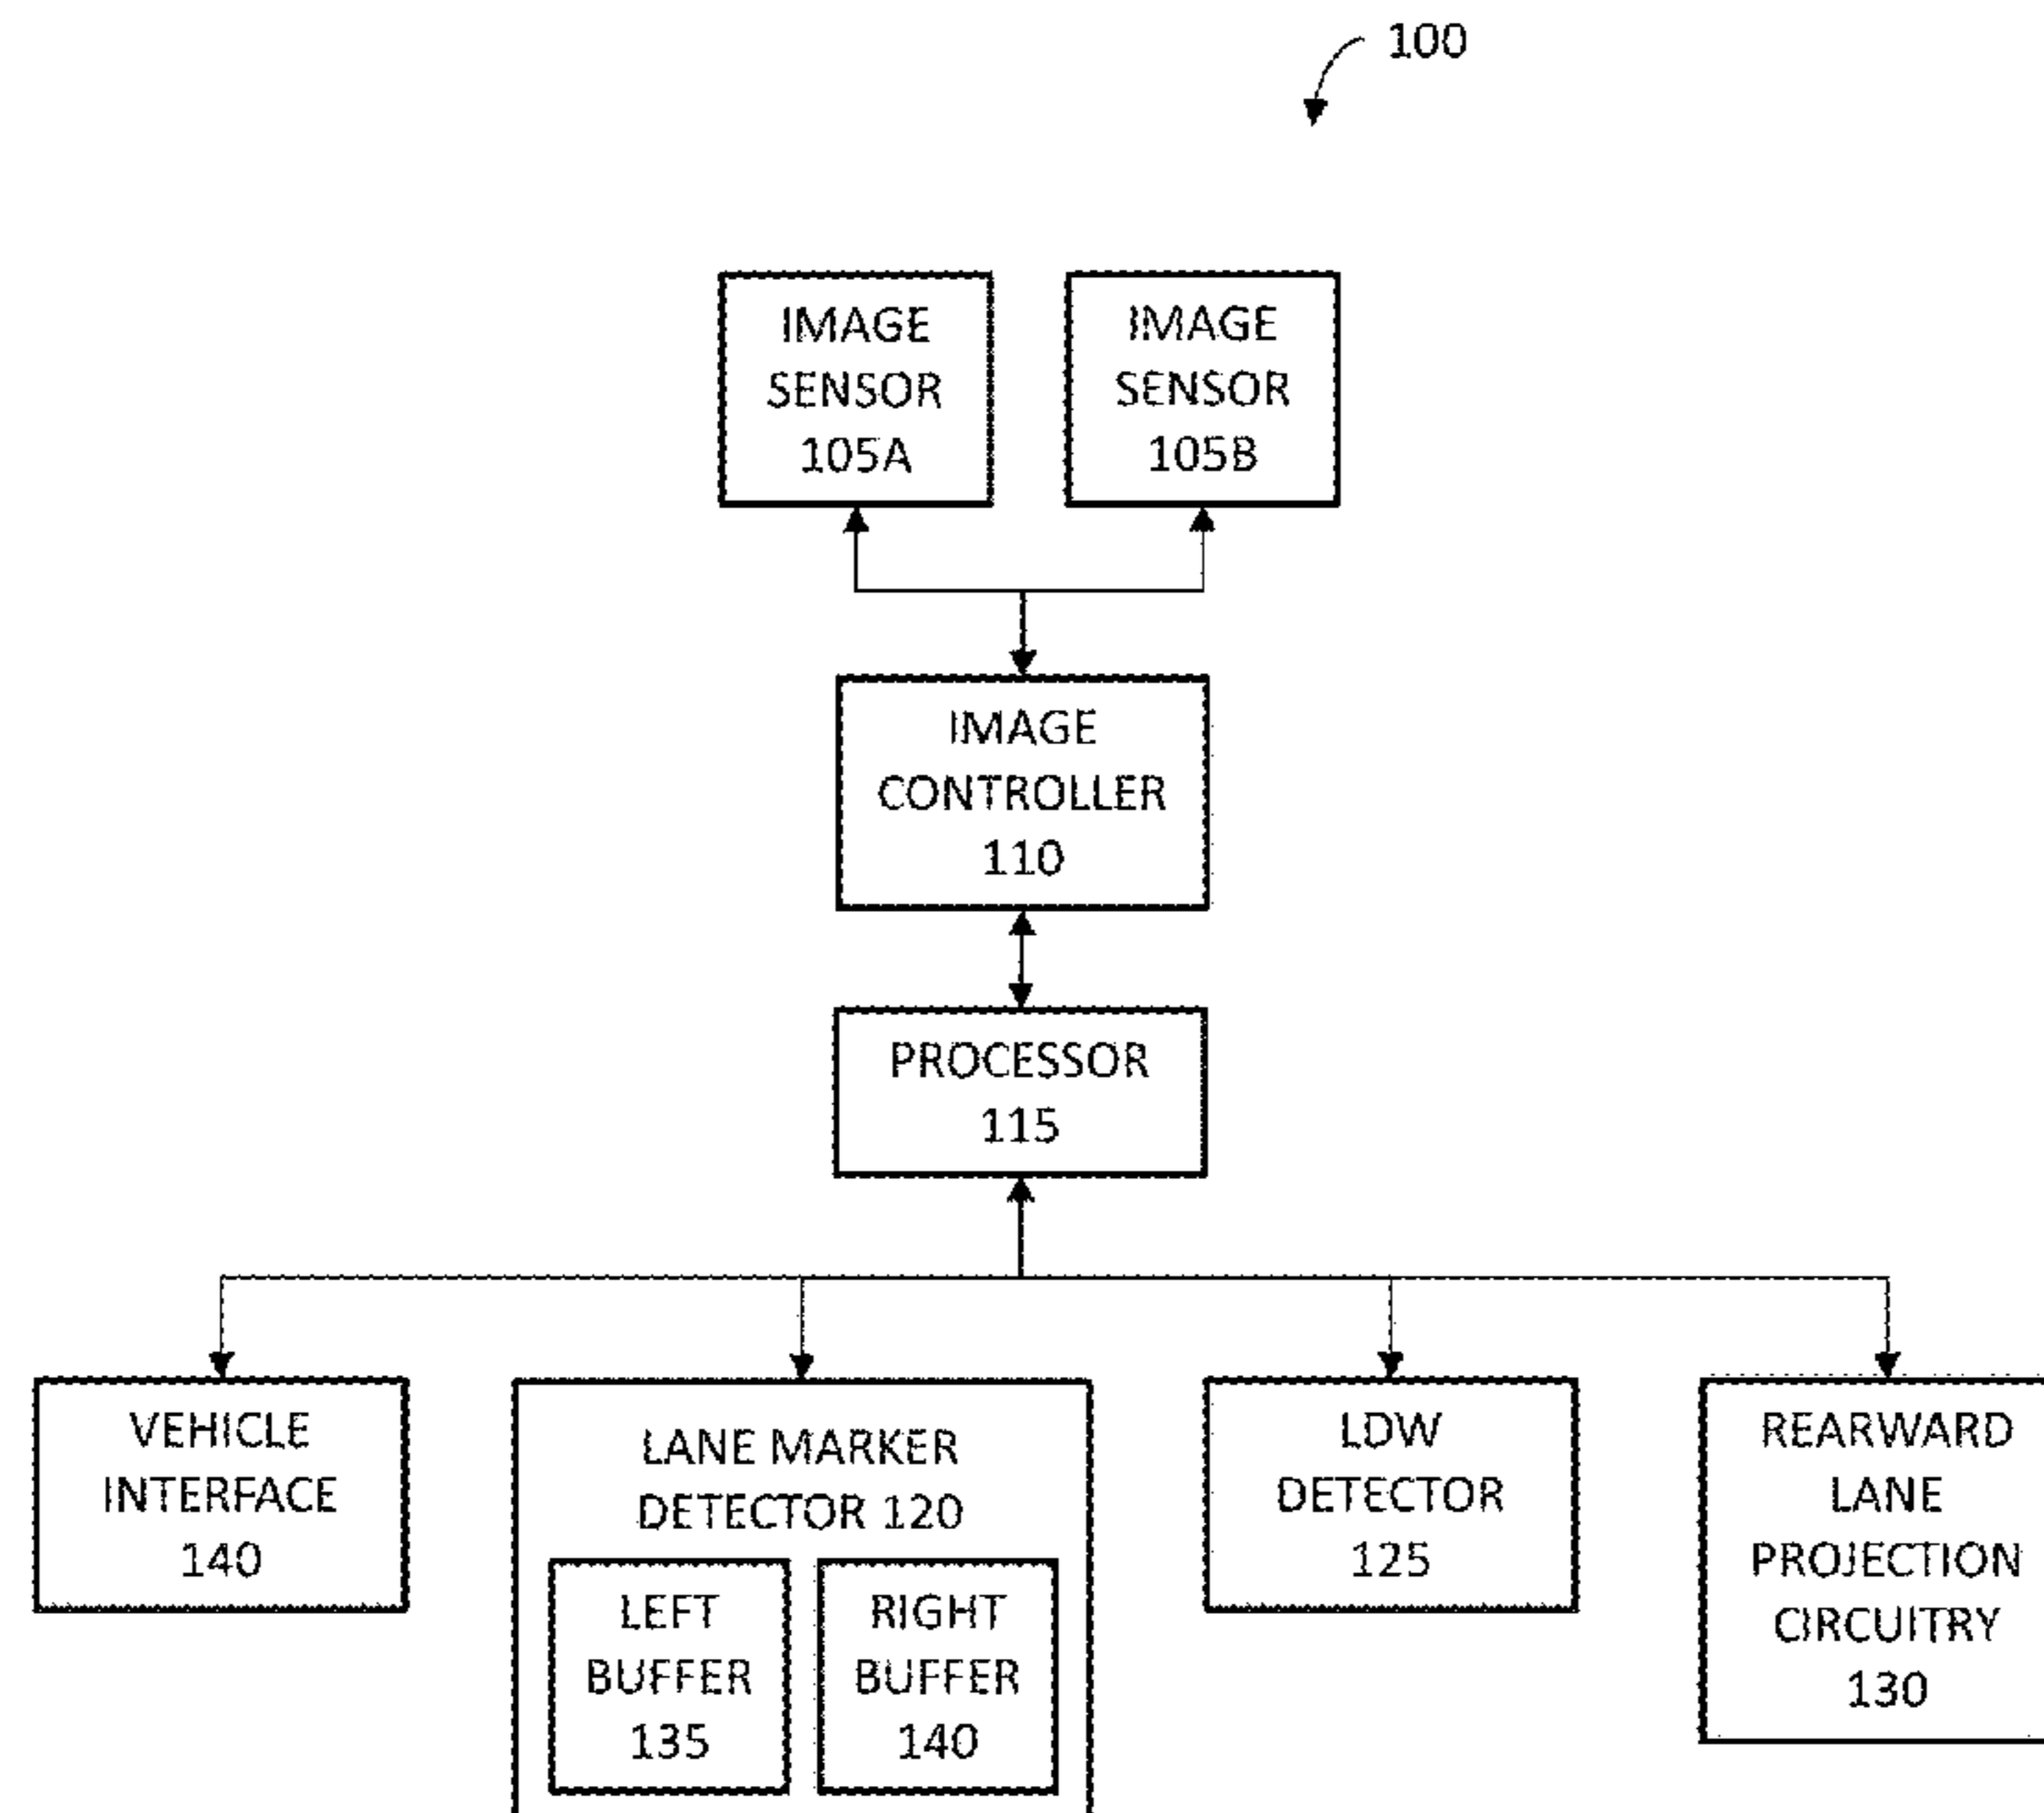 100
IMAGE
SENSOR
105A
IMAGE
SENSOR
105B
IMAGE
CONTROLLER
110
PROCESSOR
115
VEHICLE
INTERFACE
140
LANE MARKER
DETECTOR 120
LEFT
BUFFER
135
RIGHT
BUFFER
140
LDW
DETECTOR
125
REARWARD
LANE
PROJECTION
CIRCUITRY
130